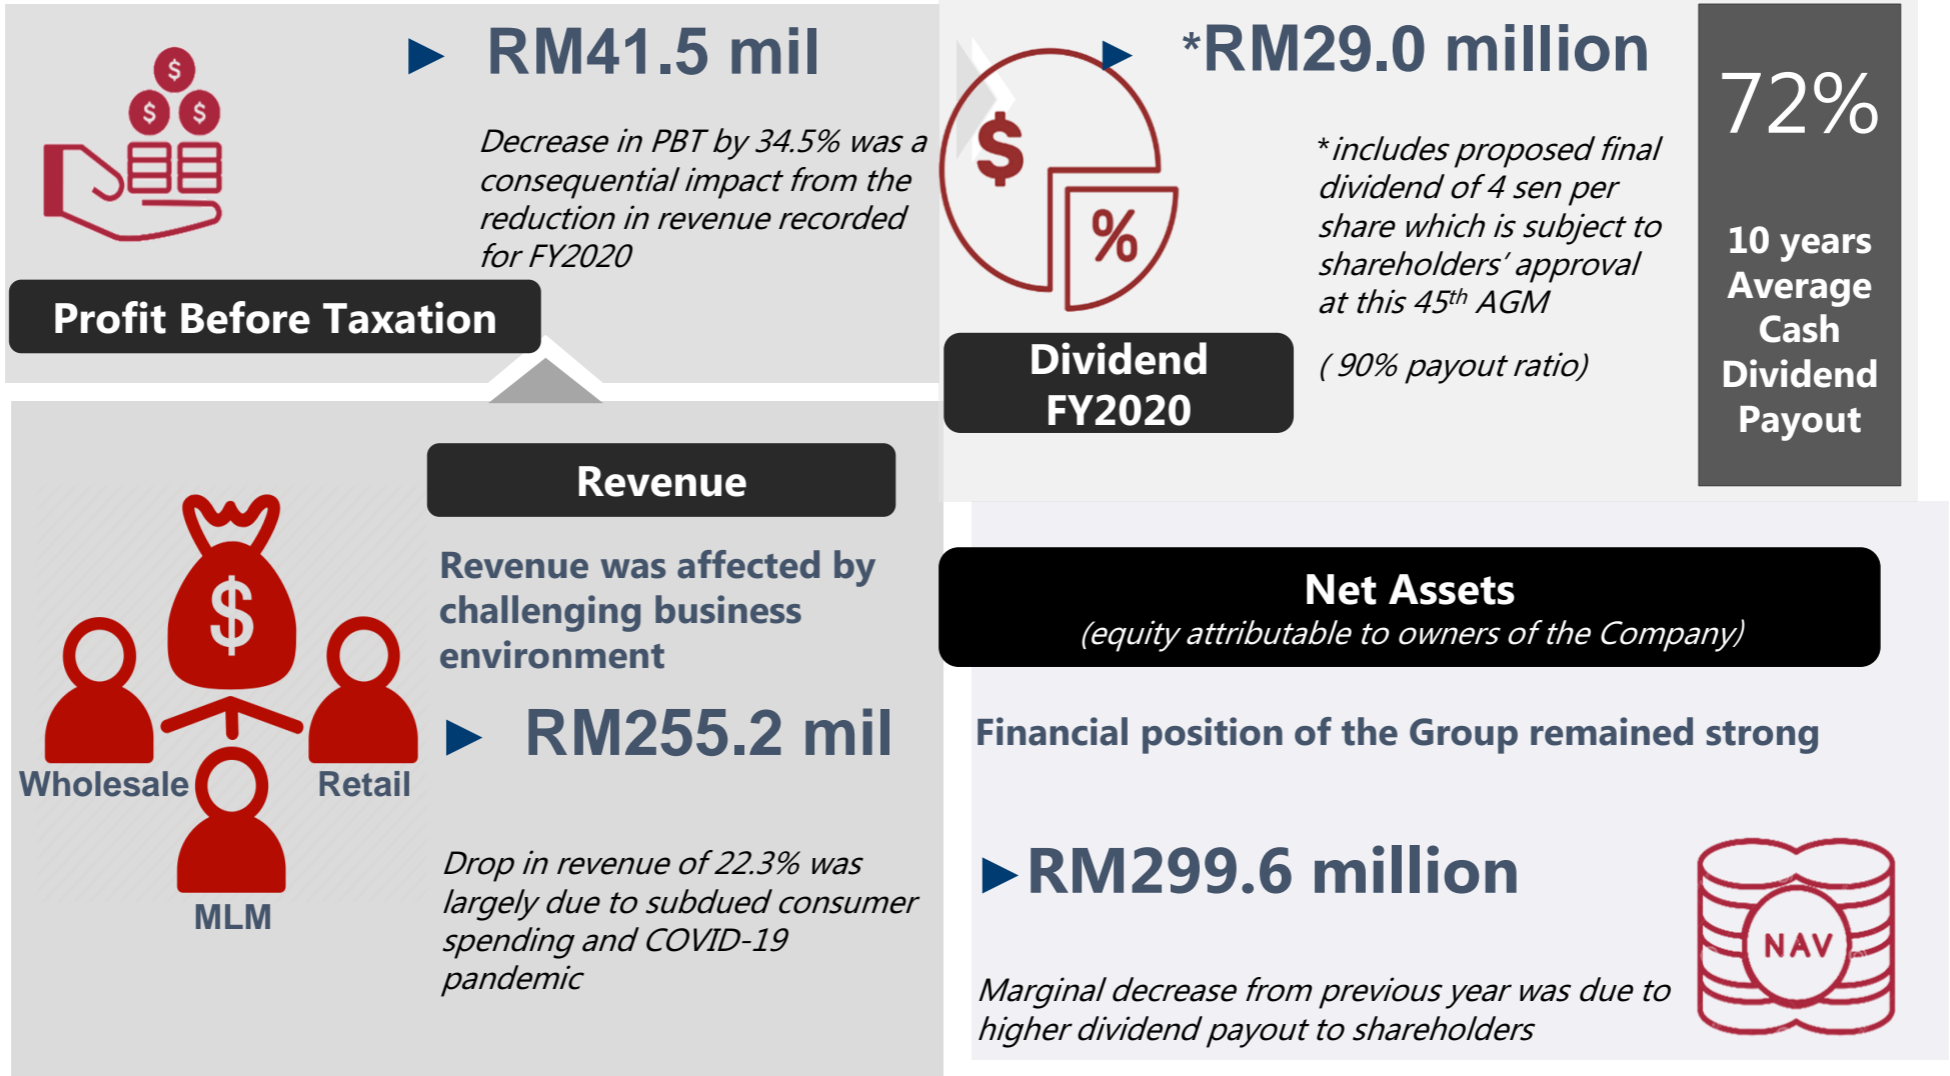 $
$
$
RM41.5 mil
Decrease in PBT by 34.5% was a
consequential impact from the
reduction in revenue recorded
for FY2020
Profit Before Taxation
$
%
*RM29.0 million
*includes proposed final
dividend of 4 sen per
share which is subject to
shareholders’ approval
at this 45th AGM
( 90% payout ratio)
Dividend
FY2020
72%
10 years
Average
Cash
Dividend
Payout
Revenue
Revenue was affected by
challenging business
environment
RM255.2 mil
Drop in revenue of 22.3% was
largely due to subdued consumer
spending and COVID-19
pandemic
$
Wholesale
Retail
MLM
Net Assets
(equity attributable to owners of the Company)
Financial position of the Group remained strong
RM299.6 million
Marginal decrease from previous year was due to
higher dividend payout to shareholders
NAV